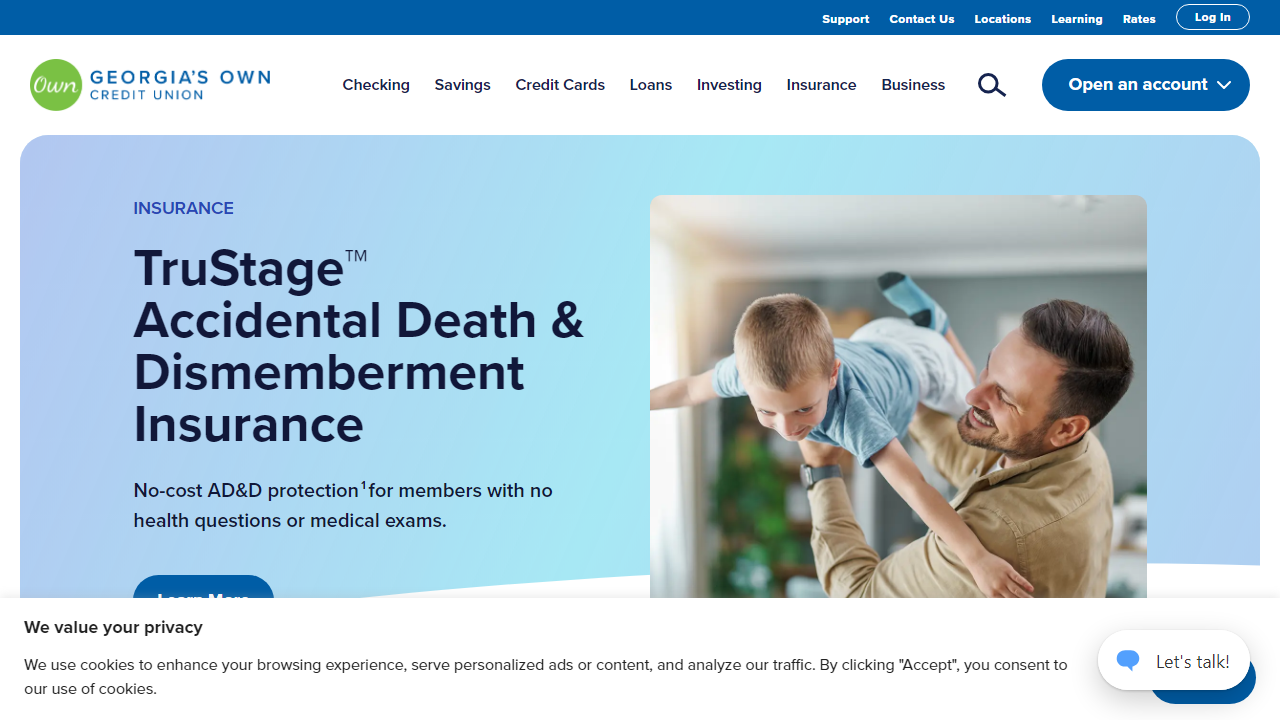 Support Contact Us Locations Learning Rates Log In
Own GEORGIA'S OWN
CREDIT UNION
Checking Savings Credit Cards Loans Investing Insurance Business Open an account
INSURANCE
TruStage™
Accidental Death &
Dismemberment
Insurance
No-cost AD&D protection¹ for members with no
health questions or medical exams.
Learn More
We value your privacy
We use cookies to enhance your browsing experience, serve personalized ads or content, and analyze our traffic. By clicking "Accept", you consent to
our use of cookies.
Let's talk!